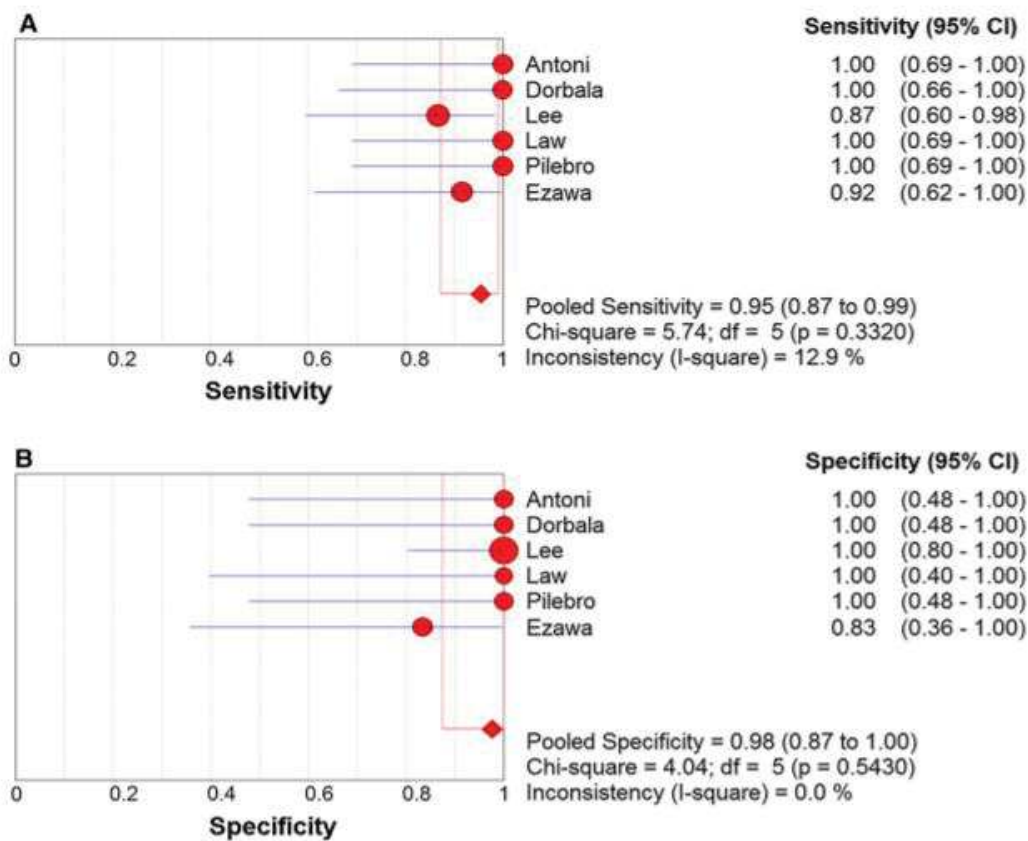 A
Sensitivity (95% CI)
Antoni 1.00 (0.69 - 1.00)
Dorbala 1.00 (0.66 - 1.00)
Lee 0.87 (0.60 - 0.98)
Law 1.00 (0.69 - 1.00)
Pilebro 1.00 (0.69 - 1.00)
Ezawa 0.92 (0.62 - 1.00)
Pooled Sensitivity = 0.95 (0.87 to 0.99)
Chi-square = 5.74; df = 5 (p = 0.3320)
Inconsistency (I-square) = 12.9 %
0 0.2 0.4 0.6 0.8 1
Sensitivity
B
Specificity (95% CI)
Antoni 1.00 (0.48 - 1.00)
Dorbala 1.00 (0.48 - 1.00)
Lee 1.00 (0.80 - 1.00)
Law 1.00 (0.40 - 1.00)
Pilebro 1.00 (0.48 - 1.00)
Ezawa 0.83 (0.36 - 1.00)
Pooled Specificity = 0.98 (0.87 to 1.00)
Chi-square = 4.04; df = 5 (p = 0.5430)
Inconsistency (I-square) = 0.0 %
0 0.2 0.4 0.6 0.8 1
Specificity